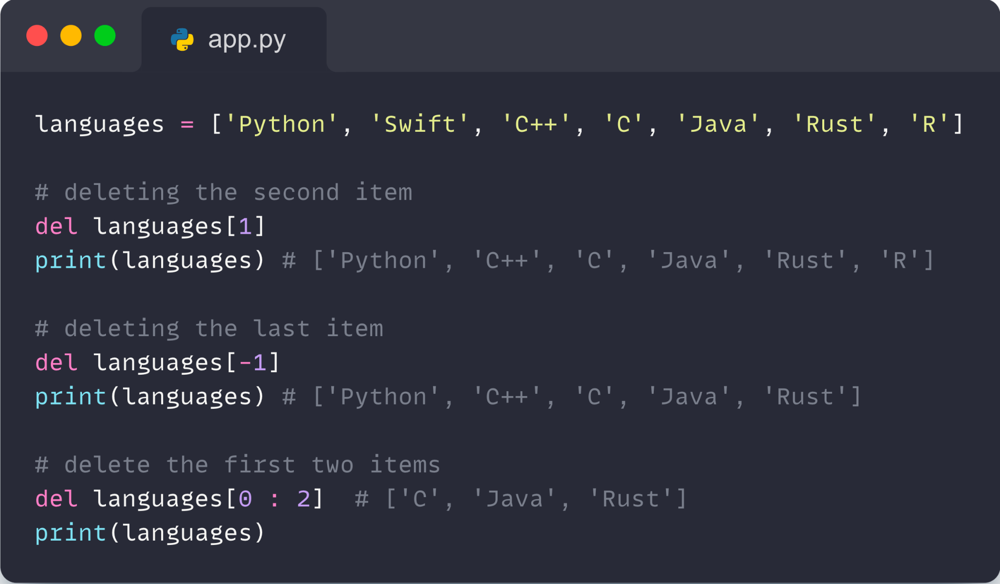 app.py
languages = ['Python', 'Swift', 'C++', 'C', 'Java', 'Rust', 'R']
# deleting the second item
del languages[1]
print(languages) # ['Python', 'C++', 'C', 'Java', 'Rust', 'R']
# deleting the last item
del languages[-1]
print(languages) # ['Python', 'C++', 'C', 'Java', 'Rust']
# delete the first two items
del languages[0 : 2]  # ['C', 'Java', 'Rust']
print(languages)